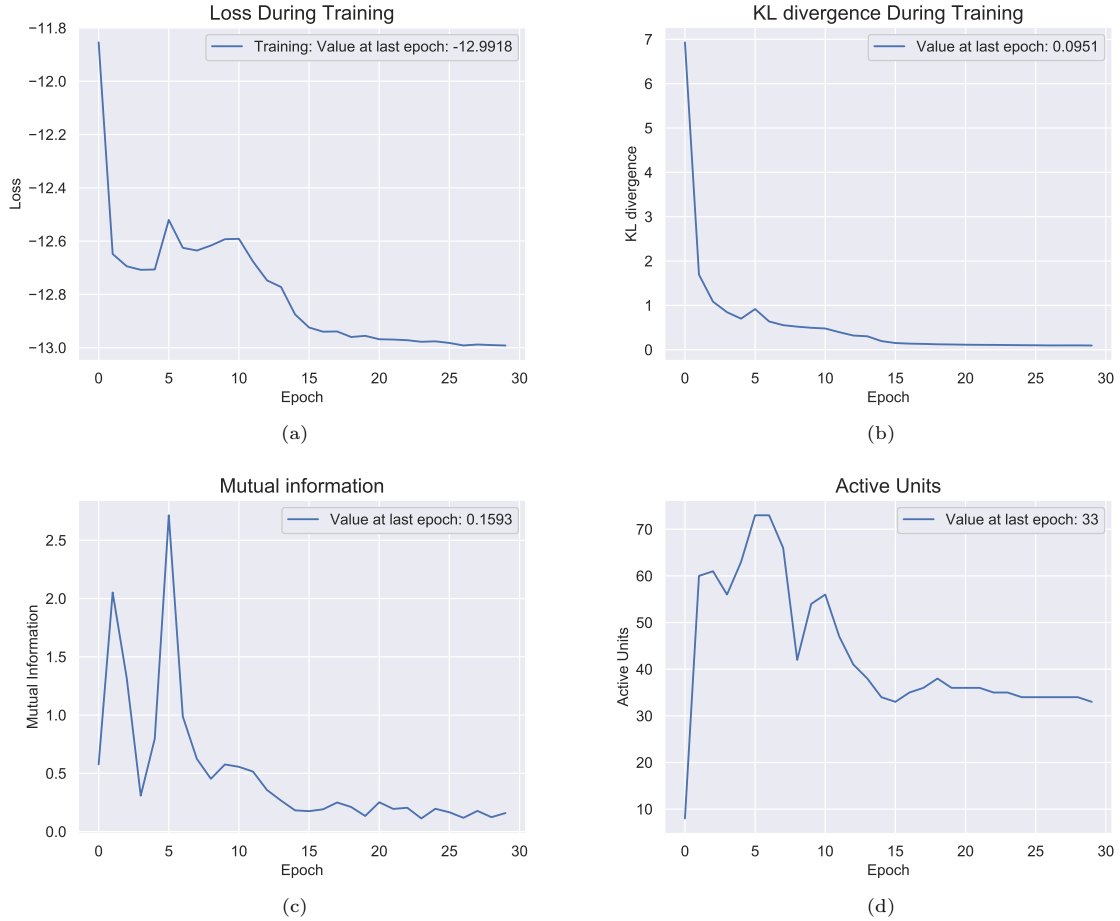 Loss During Training
Training: Value at last epoch: -12.9918
−11.8
−12.0
−12.2
−12.4
−12.6
−12.8
−13.0
Loss
0 5 10 15 20 25 30
Epoch
(a)
KL divergence During Training
Value at last epoch: 0.0951
7
6
5
4
3
2
1
0
KL divergence
0 5 10 15 20 25 30
Epoch
(b)
Mutual information
Value at last epoch: 0.1593
2.5
2.0
1.5
1.0
0.5
0.0
Mutual Information
0 5 10 15 20 25 30
Epoch
(c)
Active Units
Value at last epoch: 33
70
60
50
40
30
20
10
Active Units
0 5 10 15 20 25 30
Epoch
(d)